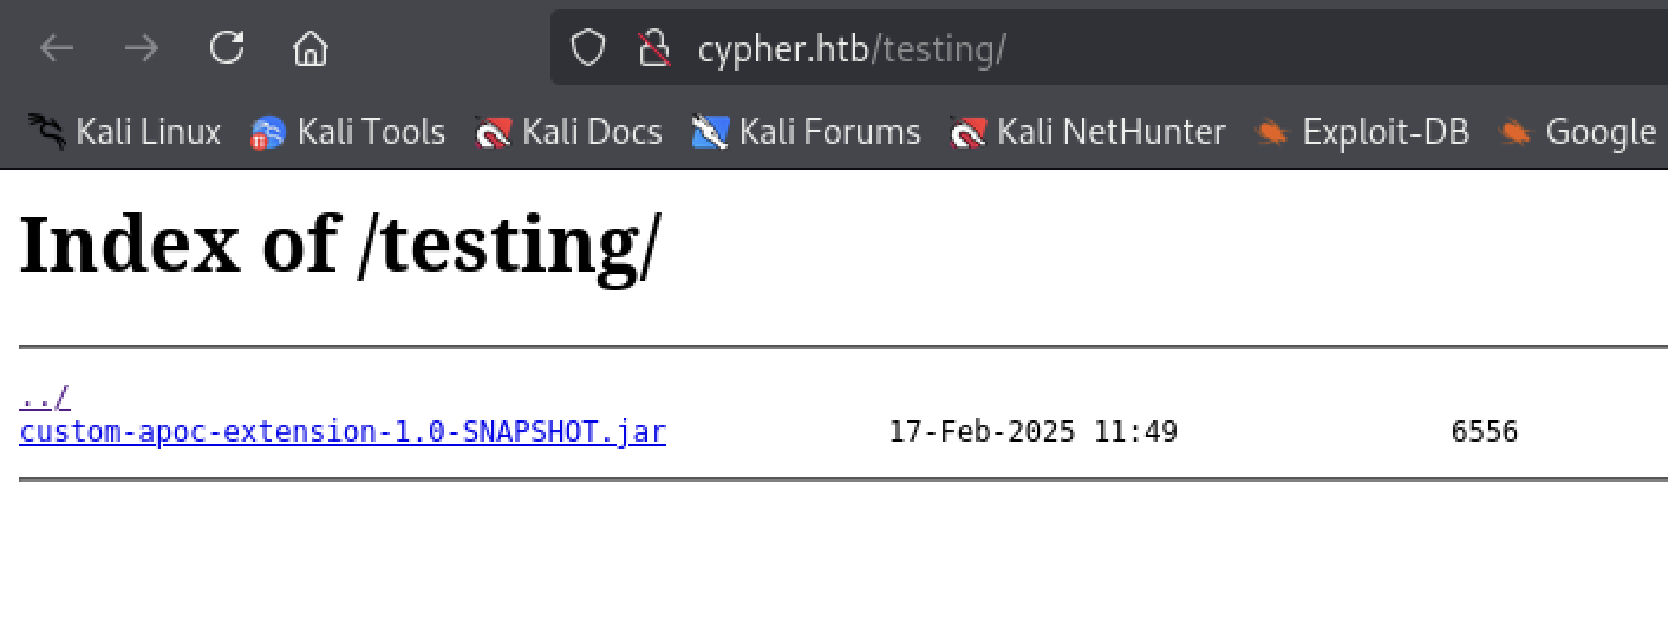 cypher.htb/testing/
Kali Linux Kali Tools Kali Docs Kali Forums Kali NetHunter Exploit-DB Google
Index of /testing/
../
custom-apoc-extension-1.0-SNAPSHOT.jar 17-Feb-2025 11:49 6556